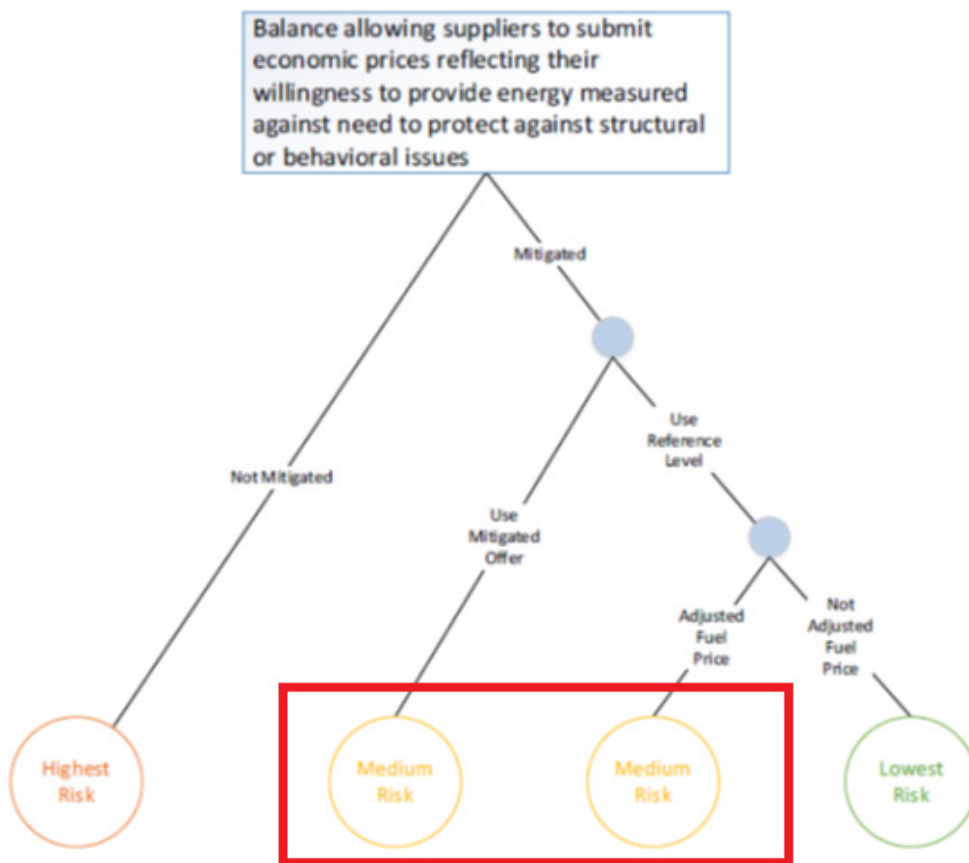 Balance allowing suppliers to submit
economic prices reflecting their
willingness to provide energy measured
against need to protect against structural
or behavioral issues
Mitigated
Use
Reference
Level
Not Mitigated
Use
Mitigated
Offer
Adjusted
Fuel
Price
Not
Adjusted
Fuel
Price
Highest
Risk
Medium
Risk
Medium
Risk
Lowest
Risk